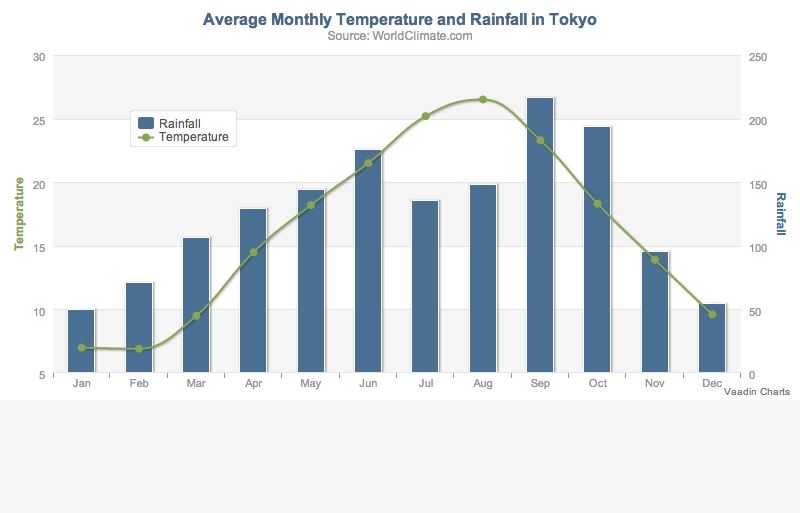 Average Monthly Temperature and Rainfall in Tokyo
Source: WorldClimate.com
30
25
20
15
10
5
Temperature
Rainfall
Temperature
250
200
150
100
50
0
Rainfall
Jan Feb Mar Apr May Jun Jul Aug Sep Oct Nov Dec
Vaadin Charts